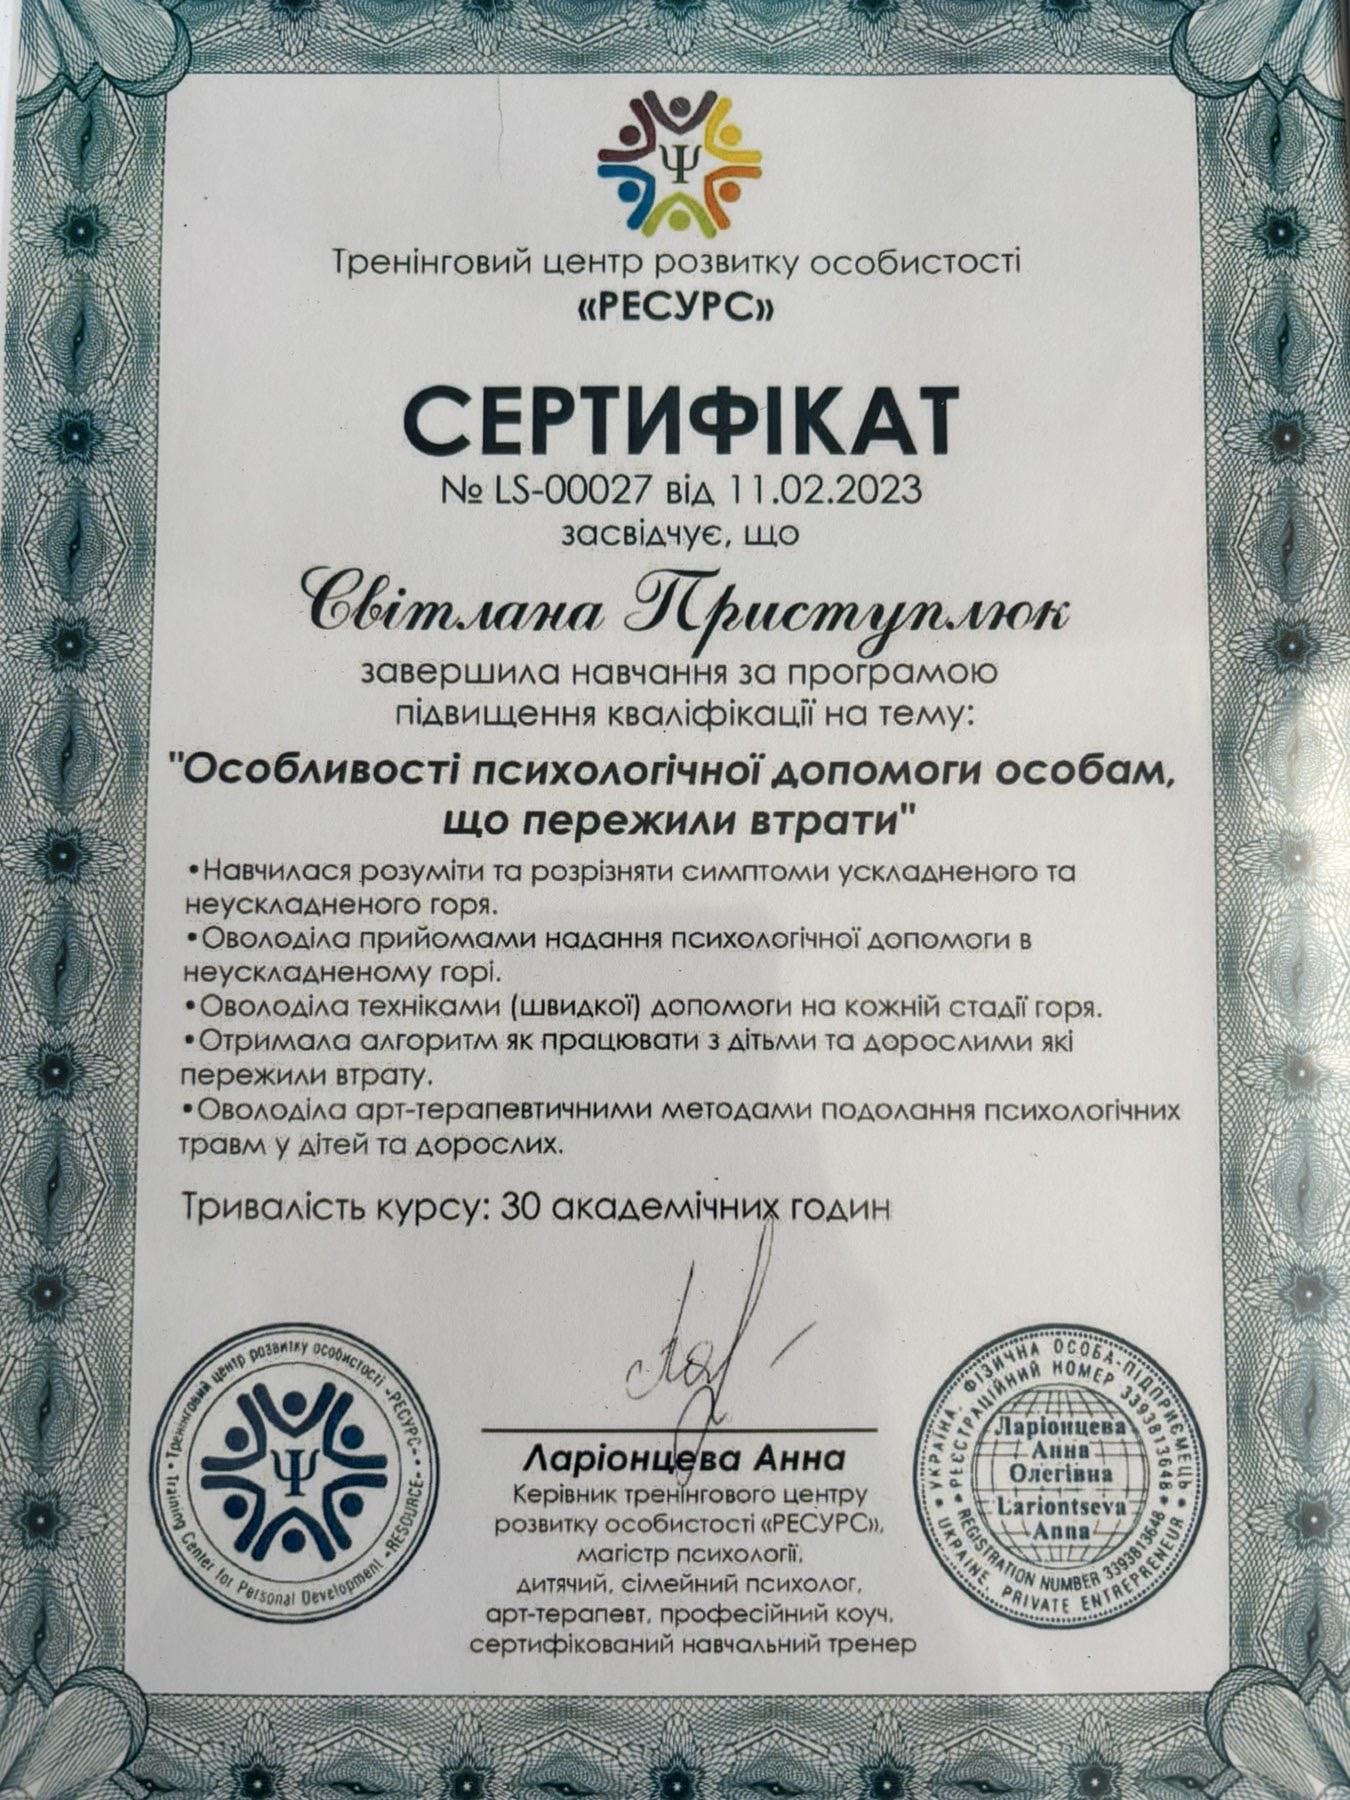 Ψ
Тренінговий центр розвитку особистості
«РЕСУРС»
СЕРТИФІКАТ
№ LS-00027 від 11.02.2023
засвідчує, що
Світлана Приступлюк
завершила навчання за програмою
підвищення кваліфікації на тему:
"Особливості психологічної допомоги особам,
що пережили втрати"
•Навчилася розуміти та розрізняти симптоми ускладненого та
неускладненого горя.
•Оволоділа прийомами надання психологічної допомоги в
неускладненому горі.
•Оволоділа техніками (швидкої) допомоги на кожній стадії горя.
•Отримала алгоритм як працювати з дітьми та дорослими які
пережили втрату.
•Оволоділа арт-терапевтичними методами подолання психологічних
травм у дітей та дорослих.
Тривалість курсу: 30 академічних годин
Ларіонцева Анна
Керівник тренінгового центру
розвитку особистості «РЕСУРС»,
магістр психології,
дитячий, сімейний психолог,
арт-терапевт, професійний коуч,
сертифікований навчальний тренер
• Тренінговий центр розвитку особистості «РЕСУРС» •
Training Center for Personal Development «RESOURCE»
Ψ
• УКРАЇНА. ФІЗИЧНА ОСОБА-ПІДПРИЄМЕЦЬ •
• РЕЄСТРАЦІЙНИЙ НОМЕР 3393813648 •
Ларіонцева
Анна
Олегівна
Lariontseva
Anna
REGISTRATION NUMBER 3393813648
UKRAINE. PRIVATE ENTREPRENEUR